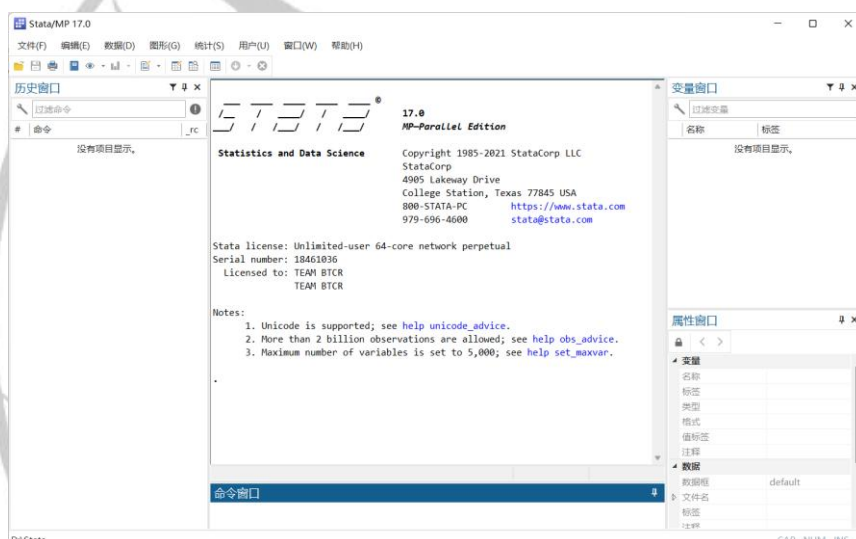 Stata/MP 17.0
文件(F) 编辑(E) 数据(D) 图形(G) 统计(S) 用户(U) 窗口(W) 帮助(H)
历史窗口
过滤命令
# 命令 _rc
没有项目显示。
17.0
MP-Parallel Edition
Statistics and Data Science
Copyright 1985-2021 StataCorp LLC
StataCorp
4905 Lakeway Drive
College Station, Texas 77845 USA
800-STATA-PC https://www.stata.com
979-696-4600 stata@stata.com
Stata license: Unlimited-user 64-core network perpetual
Serial number: 18461036
Licensed to: TEAM BTCR
TEAM BTCR
Notes:
1. Unicode is supported; see help unicode_advice.
2. More than 2 billion observations are allowed; see help obs_advice.
3. Maximum number of variables is set to 5,000; see help set_maxvar.
.
命令窗口
变量窗口
过滤变量
名称 标签
没有项目显示。
属性窗口
变量
名称
标签
类型
格式
值标签
注释
数据
数据框 default
文件名
标签
注释